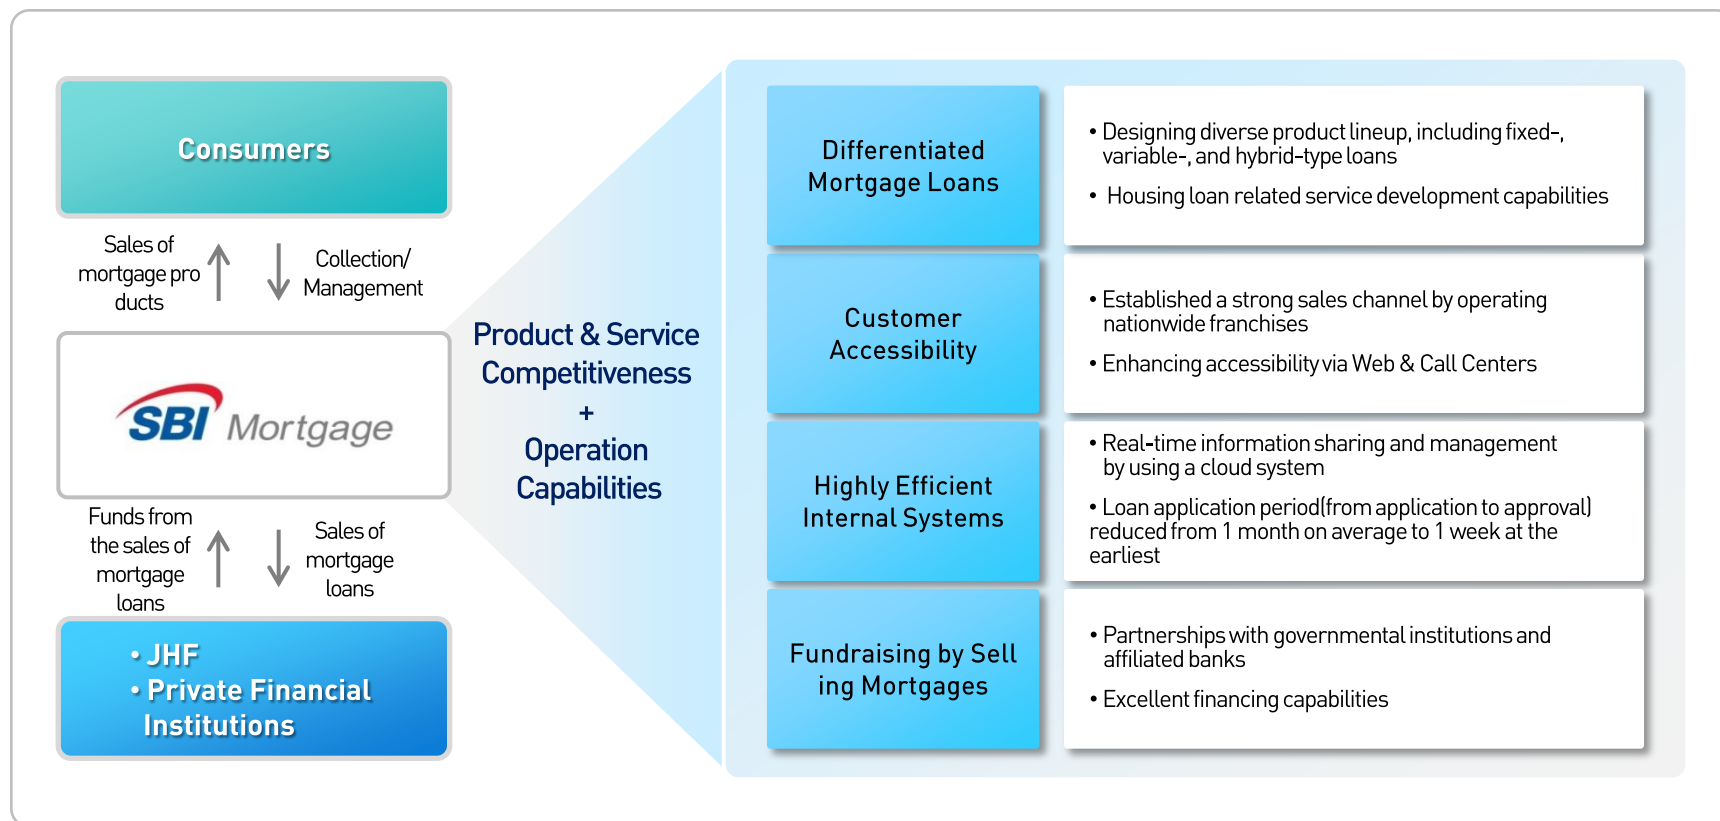 Consumers
Sales of
mortgage pro
ducts
Collection/
Management
SBI Mortgage
Funds from
the sales of
mortgage
loans
Sales of
mortgage
loans
• JHF
• Private Financial
Institutions
Product & Service
Competitiveness
+
Operation
Capabilities
Differentiated
Mortgage Loans
• Designing diverse product lineup, including fixed-,
variable-, and hybrid-type loans
• Housing loan related service development capabilities
Customer
Accessibility
• Established a strong sales channel by operating
nationwide franchises
• Enhancing accessibility via Web & Call Centers
Highly Efficient
Internal Systems
• Real-time information sharing and management
by using a cloud system
• Loan application period(from application to approval)
reduced from 1 month on average to 1 week at the
earliest
Fundraising by Sell
ing Mortgages
• Partnerships with governmental institutions and
affiliated banks
• Excellent financing capabilities